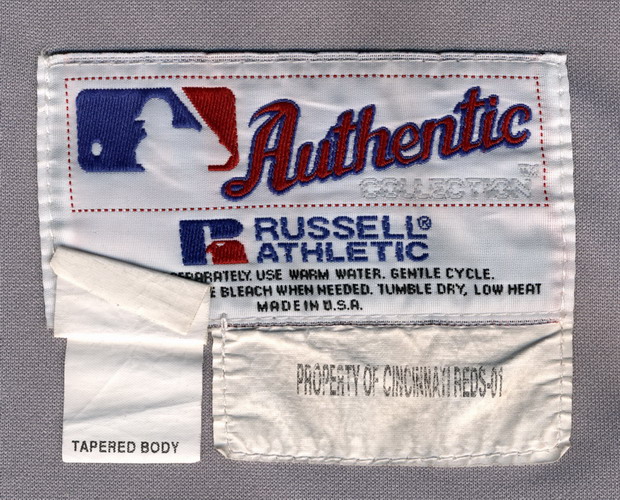 Authentic
COLLECTION™
RUSSELL®
ATHLETIC
SEPARATELY. USE WARM WATER. GENTLE CYCLE.
BLEACH WHEN NEEDED. TUMBLE DRY, LOW HEAT
MADE IN U.S.A.
PROPERTY OF CINCINNATI REDS-01
TAPERED BODY